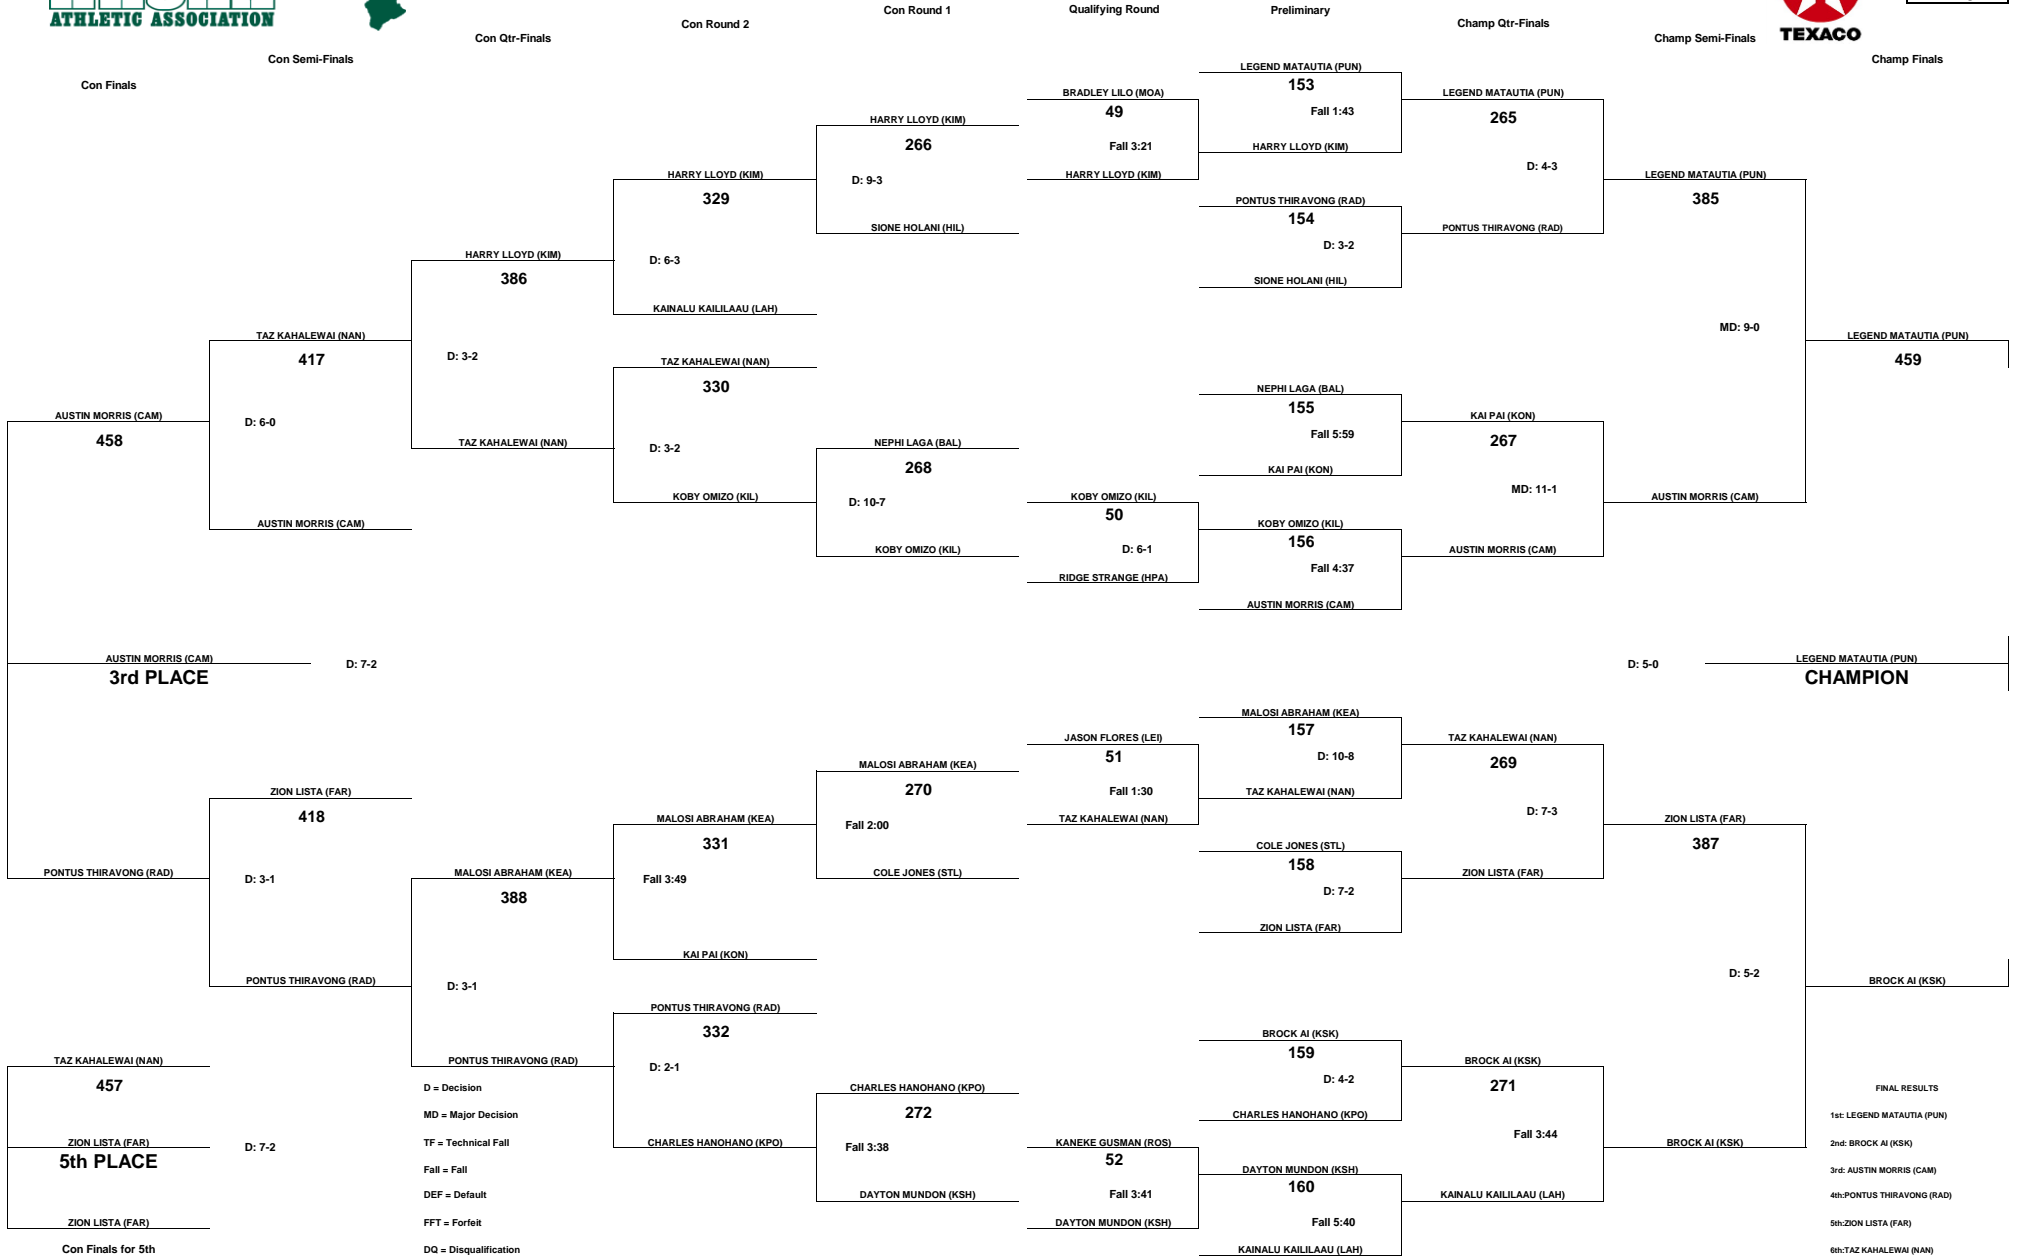 ATHLETIC ASSOCIATION
TEXACO
Con Finals
Con Semi-Finals
Con Qtr-Finals
Con Round 2
Con Round 1
Qualifying Round
Preliminary
Champ Qtr-Finals
Champ Semi-Finals
Champ Finals
AUSTIN MORRIS (CAM)
458
PONTUS THIRAVONG (RAD)
AUSTIN MORRIS (CAM)
3rd PLACE
D: 7-2
TAZ KAHALEWAI (NAN)
457
ZION LISTA (FAR)
5th PLACE
D: 7-2
ZION LISTA (FAR)
Con Finals for 5th
TAZ KAHALEWAI (NAN)
417
D: 6-0
AUSTIN MORRIS (CAM)
ZION LISTA (FAR)
418
D: 3-1
PONTUS THIRAVONG (RAD)
HARRY LLOYD (KIM)
386
D: 3-2
TAZ KAHALEWAI (NAN)
MALOSI ABRAHAM (KEA)
388
D: 3-1
PONTUS THIRAVONG (RAD)
D = Decision
MD = Major Decision
TF = Technical Fall
Fall = Fall
DEF = Default
FFT = Forfeit
DQ = Disqualification
HARRY LLOYD (KIM)
329
D: 6-3
KAINALU KAILILAAU (LAH)
TAZ KAHALEWAI (NAN)
330
D: 3-2
KOBY OMIZO (KIL)
MALOSI ABRAHAM (KEA)
331
Fall 3:49
KAI PAI (KON)
PONTUS THIRAVONG (RAD)
332
D: 2-1
CHARLES HANOHANO (KPO)
HARRY LLOYD (KIM)
266
D: 9-3
SIONE HOLANI (HIL)
NEPHI LAGA (BAL)
268
D: 10-7
KOBY OMIZO (KIL)
MALOSI ABRAHAM (KEA)
270
Fall 2:00
COLE JONES (STL)
CHARLES HANOHANO (KPO)
272
Fall 3:38
DAYTON MUNDON (KSH)
BRADLEY LILO (MOA)
49
Fall 3:21
HARRY LLOYD (KIM)
KOBY OMIZO (KIL)
50
D: 6-1
RIDGE STRANGE (HPA)
JASON FLORES (LEI)
51
Fall 1:30
TAZ KAHALEWAI (NAN)
KANEKE GUSMAN (ROS)
52
Fall 3:41
DAYTON MUNDON (KSH)
LEGEND MATAUTIA (PUN)
153
Fall 1:43
HARRY LLOYD (KIM)
PONTUS THIRAVONG (RAD)
154
D: 3-2
SIONE HOLANI (HIL)
NEPHI LAGA (BAL)
155
Fall 5:59
KAI PAI (KON)
KOBY OMIZO (KIL)
156
Fall 4:37
AUSTIN MORRIS (CAM)
MALOSI ABRAHAM (KEA)
157
D: 10-8
TAZ KAHALEWAI (NAN)
COLE JONES (STL)
158
D: 7-2
ZION LISTA (FAR)
BROCK AI (KSK)
159
D: 4-2
CHARLES HANOHANO (KPO)
DAYTON MUNDON (KSH)
160
Fall 5:40
KAINALU KAILILAAU (LAH)
LEGEND MATAUTIA (PUN)
265
D: 4-3
PONTUS THIRAVONG (RAD)
KAI PAI (KON)
267
MD: 11-1
AUSTIN MORRIS (CAM)
TAZ KAHALEWAI (NAN)
269
D: 7-3
ZION LISTA (FAR)
BROCK AI (KSK)
271
Fall 3:44
KAINALU KAILILAAU (LAH)
LEGEND MATAUTIA (PUN)
385
MD: 9-0
AUSTIN MORRIS (CAM)
ZION LISTA (FAR)
387
D: 5-2
BROCK AI (KSK)
LEGEND MATAUTIA (PUN)
459
D: 5-0
LEGEND MATAUTIA (PUN)
CHAMPION
BROCK AI (KSK)
FINAL RESULTS
1st: LEGEND MATAUTIA (PUN)
2nd: BROCK AI (KSK)
3rd: AUSTIN MORRIS (CAM)
4th:PONTUS THIRAVONG (RAD)
5th:ZION LISTA (FAR)
6th:TAZ KAHALEWAI (NAN)